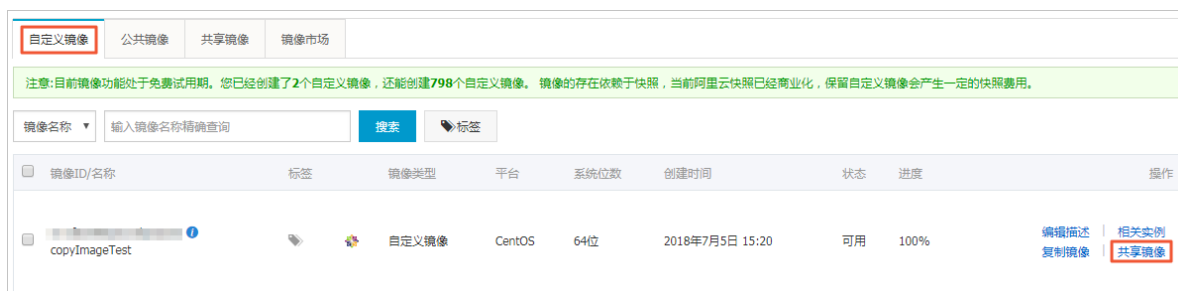 自定义镜像 公共镜像 共享镜像 镜像市场
注意:目前镜像功能处于免费试用期。您已经创建了2个自定义镜像，还能创建798个自定义镜像。 镜像的存在依赖于快照，当前阿里云快照已经商业化，保留自定义镜像会产生一定的快照费用。
镜像名称 输入镜像名称精确查询 搜索 标签
镜像ID/名称 标签 镜像类型 平台 系统位数 创建时间 状态 进度 操作
copyImageTest 自定义镜像 CentOS 64位 2018年7月5日 15:20 可用 100% 编辑描述 相关实例
复制镜像 共享镜像